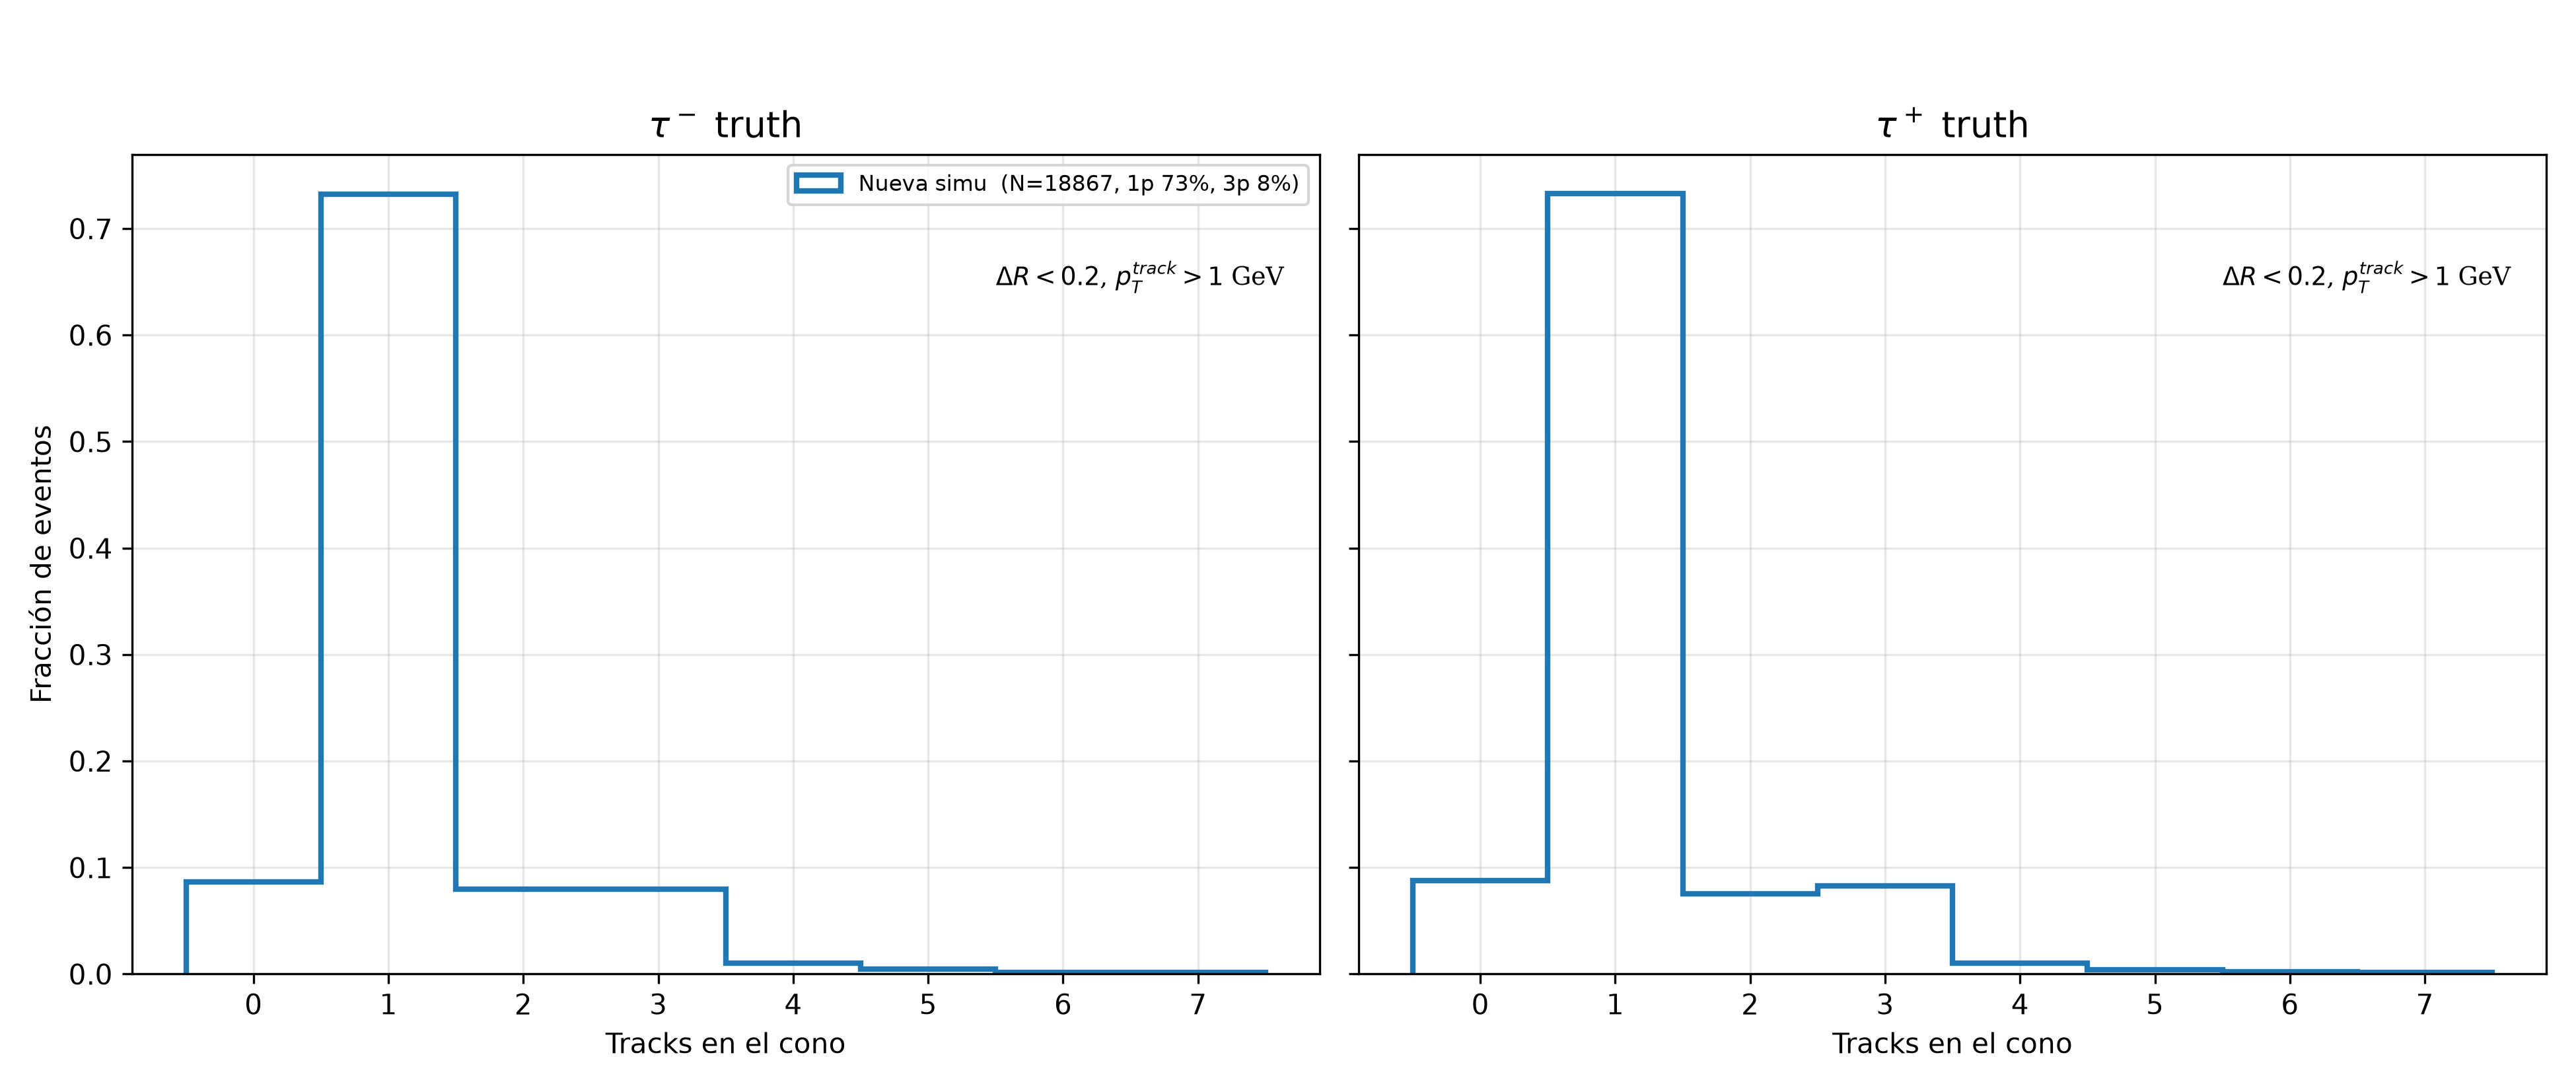 τ⁻ truth
Nueva simu (N=18867, 1p 73%, 3p 8%)
ΔR < 0.2, p_T^{track} > 1 GeV
Fracción de eventos
0.7
0.6
0.5
0.4
0.3
0.2
0.1
0.0
0 1 2 3 4 5 6 7
Tracks en el cono
τ⁺ truth
ΔR < 0.2, p_T^{track} > 1 GeV
0 1 2 3 4 5 6 7
Tracks en el cono